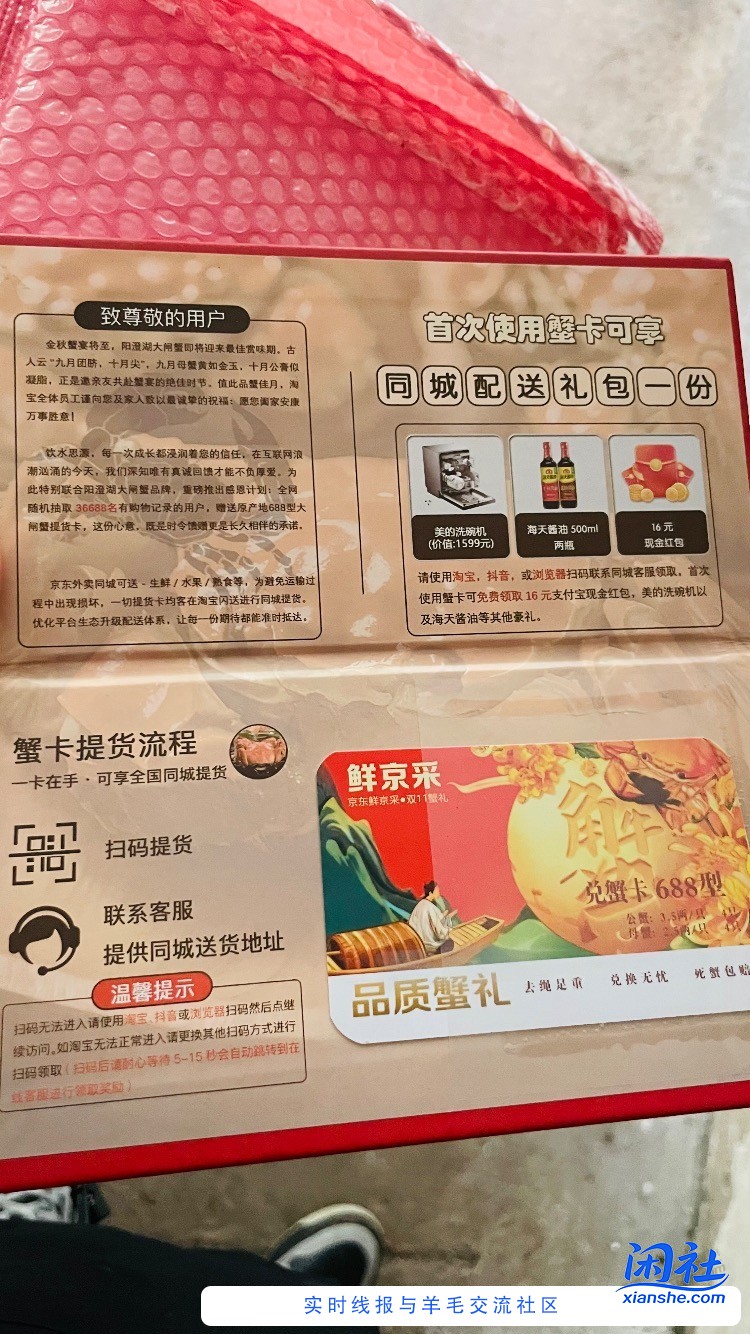 致尊敬的用户
金秋蟹宴将至，阳澄湖大闸蟹即将迎来最佳赏味期。古
人云“九月团脐，十月尖”，九月母蟹黄如金玉，十月公膏似
凝脂，正是邀亲友共赴蟹宴的绝佳时节。值此品蟹佳月，淘
宝全体员工谨向您及家人致以最诚挚的祝福：愿您阖家安康
万事胜意！
饮水思源，每一次成长都浸润着您的信任，在互联网浪
潮汹涌的今天，我们深知唯有真诚回馈才能不负厚爱，为
此特别联合阳澄湖大闸蟹品牌，重磅推出感恩计划：全网
随机抽取 36688名有购物记录的用户，赠送原产地688型大
闸蟹提货卡，这份心意，既是时令馈赠更是长久相伴的承诺。
京东外卖同城可送 - 生鲜 / 水果 / 熟食等，为避免运输过
程中出现损坏，一切提货卡均客在淘宝闪送进行同城提货。
优化平台生态升级配送体系，让每一份期待都能准时抵达。
首次使用蟹卡可享
同城配送礼包一份
美的洗碗机
(价值:1599元)
海天酱油 500ml
两瓶
16 元
现金红包
请使用淘宝，抖音，或浏览器扫码联系同城客服领取，首次
使用蟹卡可免费领取 16 元支付宝现金红包，美的洗碗机以
及海天酱油等其他豪礼。
蟹卡提货流程
一卡在手·可享全国同城提货
扫码提货
联系客服
提供同城送货地址
温馨提示
扫码无法进入请使用淘宝、抖音或浏览器扫码然后点继
续访问。如淘宝无法正常进入请更换其他扫码方式进行
扫码领取（扫码后请耐心等待 5-15 秒会自动跳转到在
线客服进行领取奖励）
鲜京采
京东鲜京采●双11蟹礼
蟹
兑蟹卡 688型
公蟹: 3.5两/只 4只
母蟹: 2.5两/只 4只
品质蟹礼
去绳足重 兑换无忧 死蟹包赔
闲社
xianshe.com
实时线报与羊毛交流社区